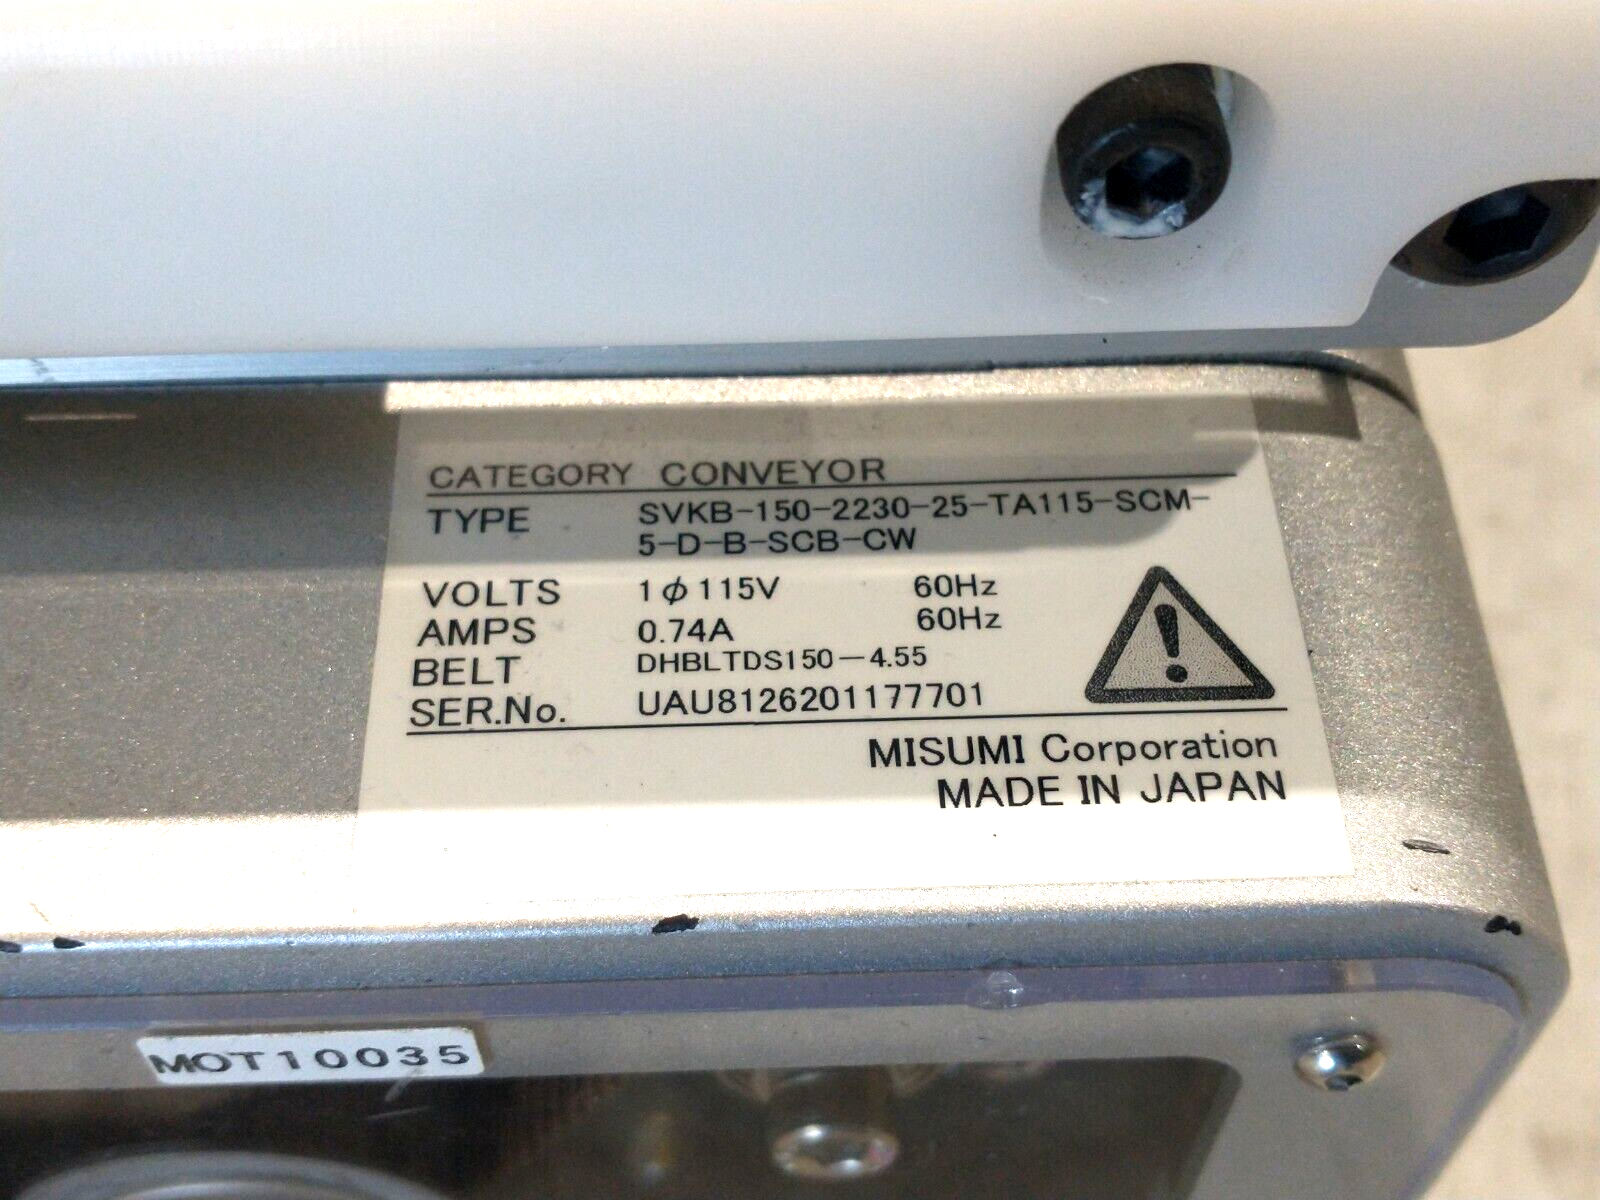 CATEGORY CONVEYOR
TYPE SVKB-150-2230-25-TA115-SCM-
5-D-B-SCB-CW
VOLTS 1ϕ115V 60Hz
AMPS 0.74A 60Hz
BELT DHBLTDS150-4.55
SER.No. UAU8126201177701
MISUMI Corporation
MADE IN JAPAN
MOT10035